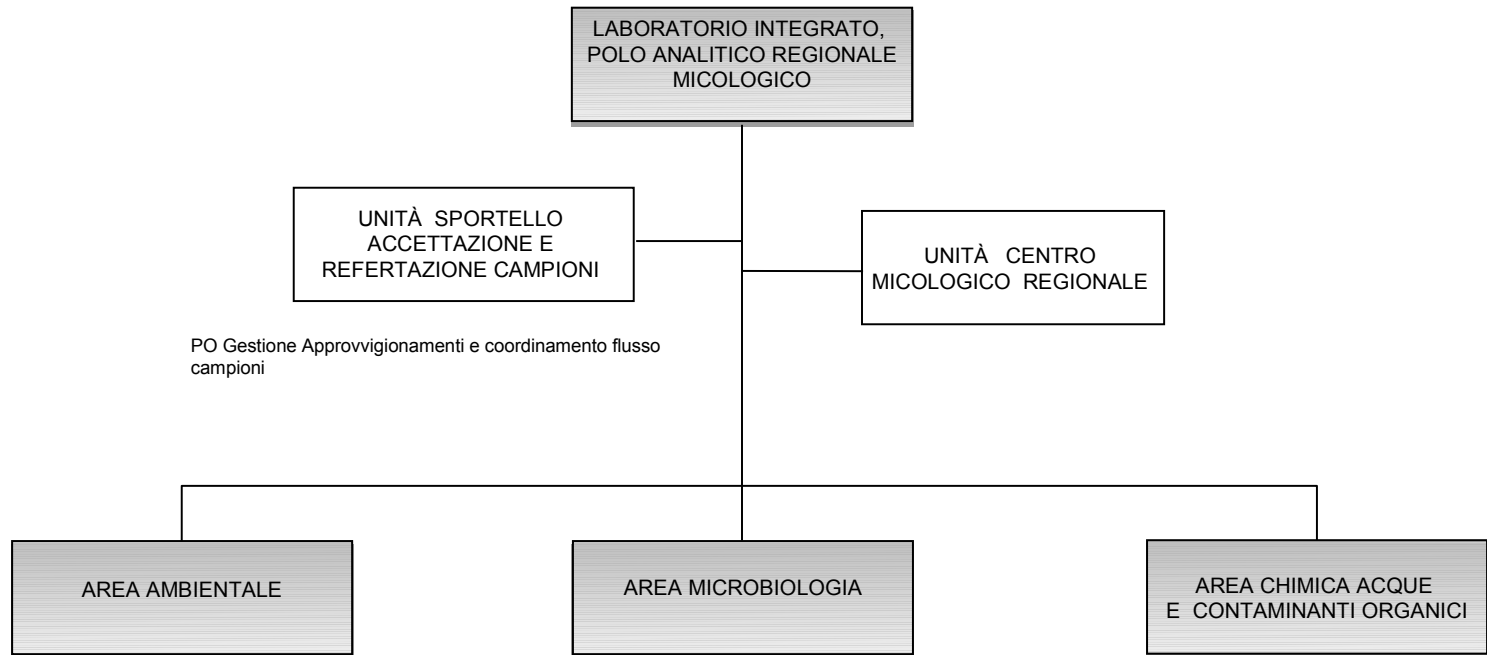 LABORATORIO INTEGRATO,
POLO ANALITICO REGIONALE
MICOLOGICO
UNITÀ SPORTELLO
ACCETTAZIONE E
REFERTAZIONE CAMPIONI
UNITÀ CENTRO
MICOLOGICO REGIONALE
PO Gestione Approvvigionamenti e coordinamento flusso
campioni
AREA AMBIENTALE
AREA MICROBIOLOGIA
AREA CHIMICA ACQUE
E CONTAMINANTI ORGANICI